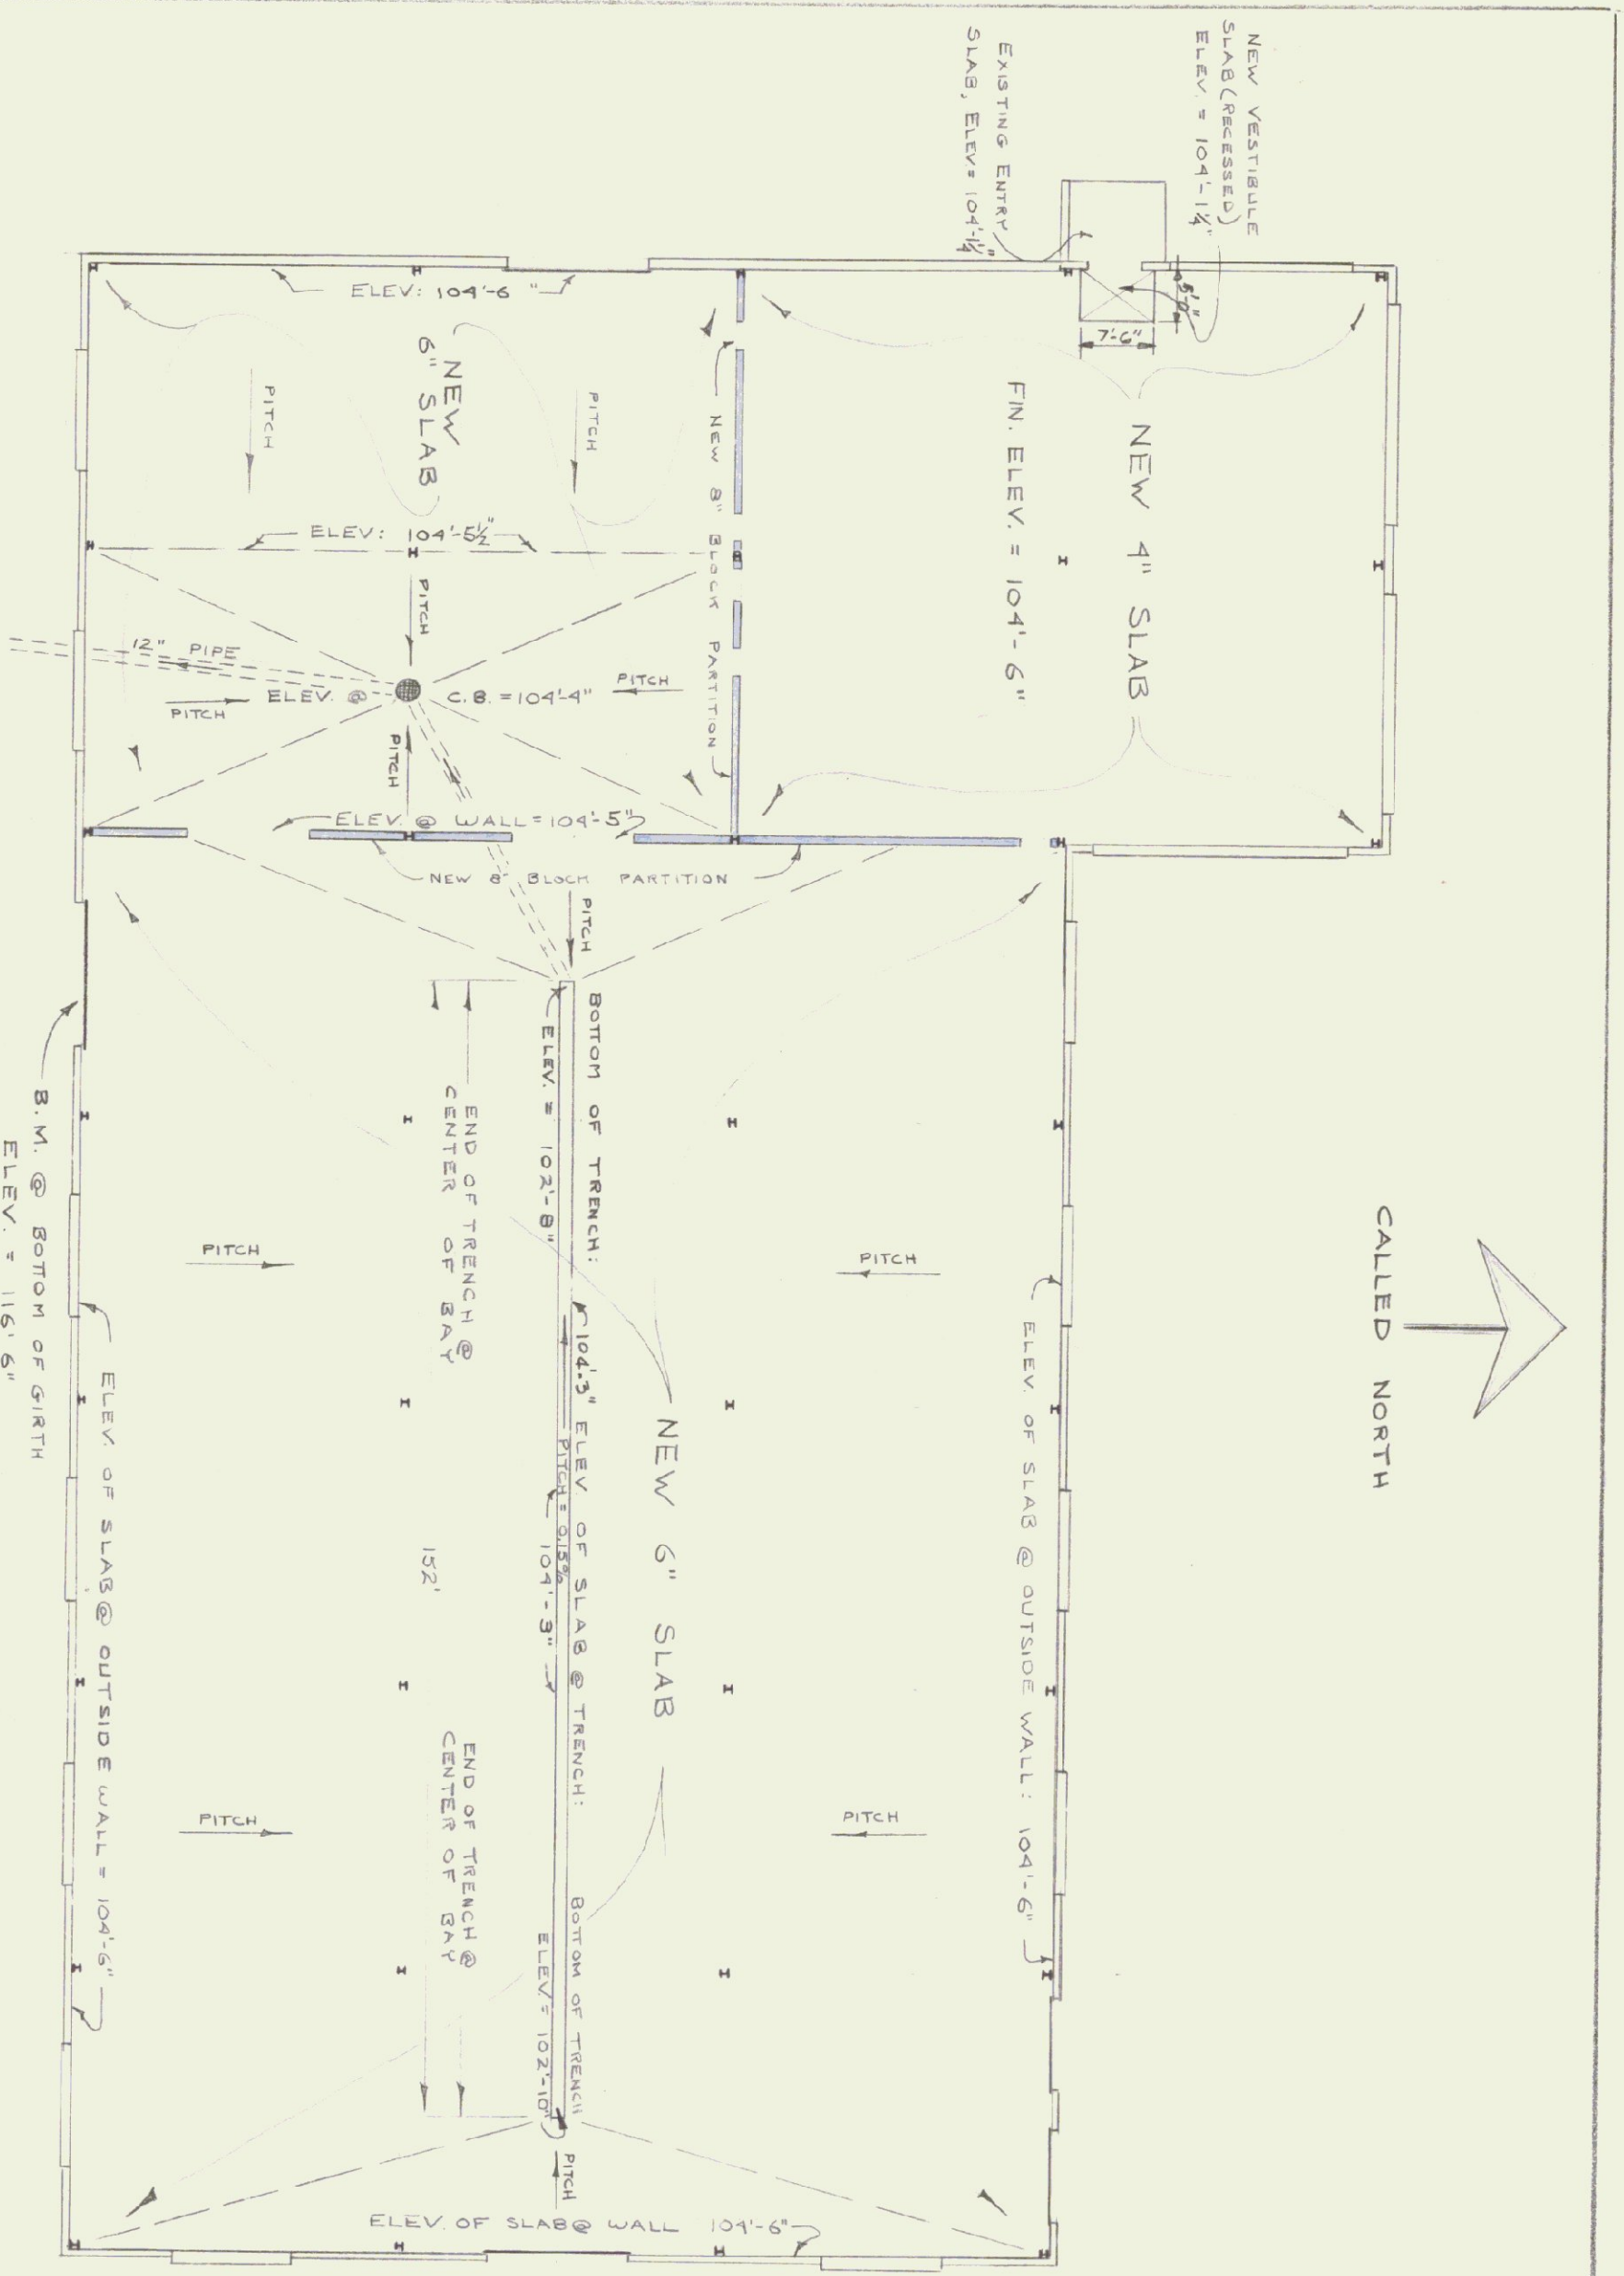 NEW VESTIBULE
SLAB (RECESSED)
ELEV. = 104'-1¼"
EXISTING ENTRY
SLAB, ELEV= 104'-1½"
5'-0"
7'-6"
ELEV: 104'-6"
NEW
6" SLAB
PITCH
PITCH
NEW 8" BLOCK PARTITION
NEW 4" SLAB
FIN. ELEV. = 104'-6"
ELEV: 104'-5½"
PITCH
12" PIPE
ELEV. @ C.B. = 104'-4"
PITCH
PITCH
PITCH
ELEV. @ WALL = 104'-5"
NEW 8" BLOCK PARTITION
PITCH
BOTTOM OF TRENCH:
ELEV. = 102'-8"
END OF TRENCH @
CENTER OF BAY
B.M. @ BOTTOM OF GIRTH
ELEV. = 116'6"
PITCH
PITCH
CALLED NORTH
104'-3" ELEV. OF SLAB @ TRENCH:
PITCH = 0.15%
104'-3"
NEW 6" SLAB
152'
ELEV. OF SLAB @ OUTSIDE WALL: 104'-6"
ELEV. OF SLAB @ OUTSIDE WALL = 104'-6"
PITCH
PITCH
END OF TRENCH @
CENTER OF BAY
BOTTOM OF TRENCH
ELEV. = 102'-10"
PITCH
ELEV. OF SLAB @ WALL 104'-6"